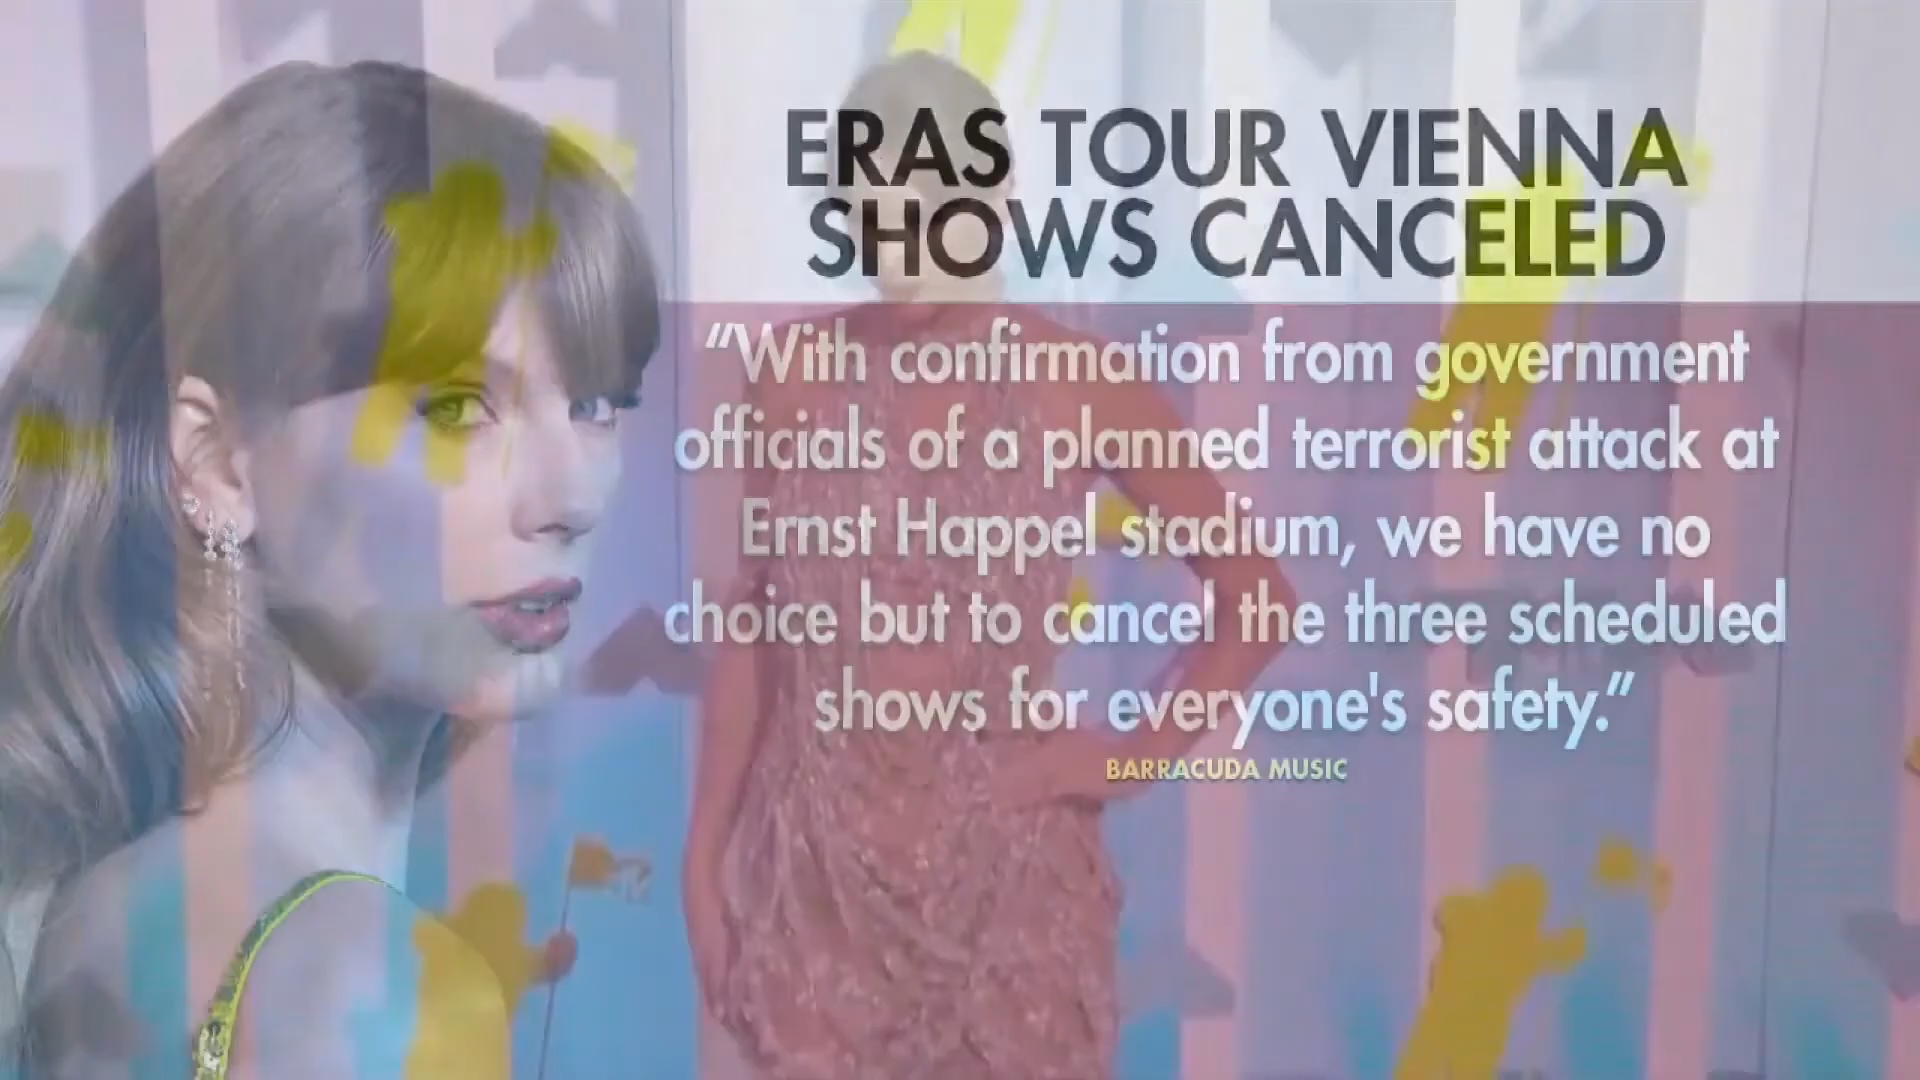 ERAS TOUR VIENNA
SHOWS CANCELED
“With confirmation from government
officials of a planned terrorist attack at
Ernst Happel stadium, we have no
choice but to cancel the three scheduled
shows for everyone's safety.”
BARRACUDA MUSIC